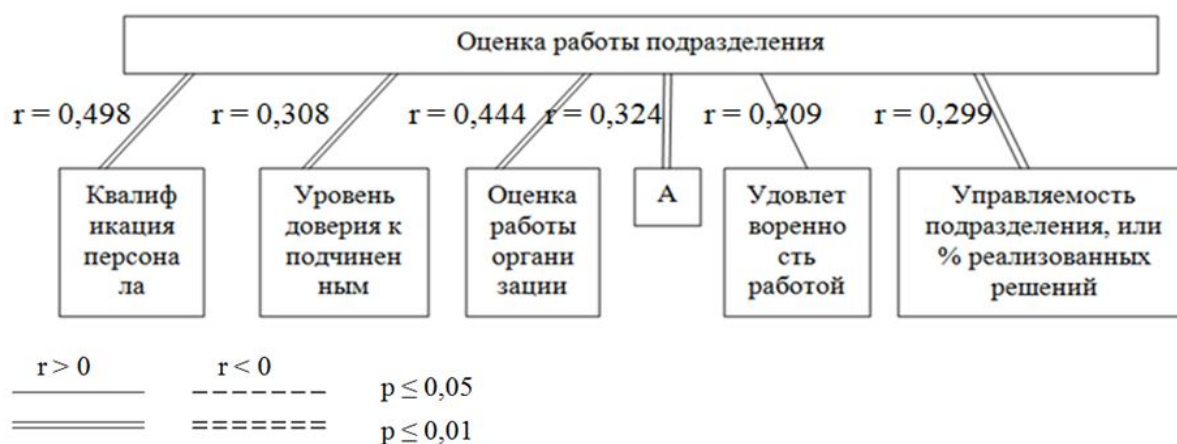 Оценка работы подразделения
r = 0,498
r = 0,308
r = 0,444
r = 0,324
r = 0,209
r = 0,299
Квалиф
икация
персона
ла
Уровень
доверия к
подчинен
ным
Оценка
работы
органи
зации
А
Удовлет
воренно
сть
работой
Управляемость
подразделения, или
% реализованных
решений
r > 0
r < 0
p ≤ 0,05
p ≤ 0,01